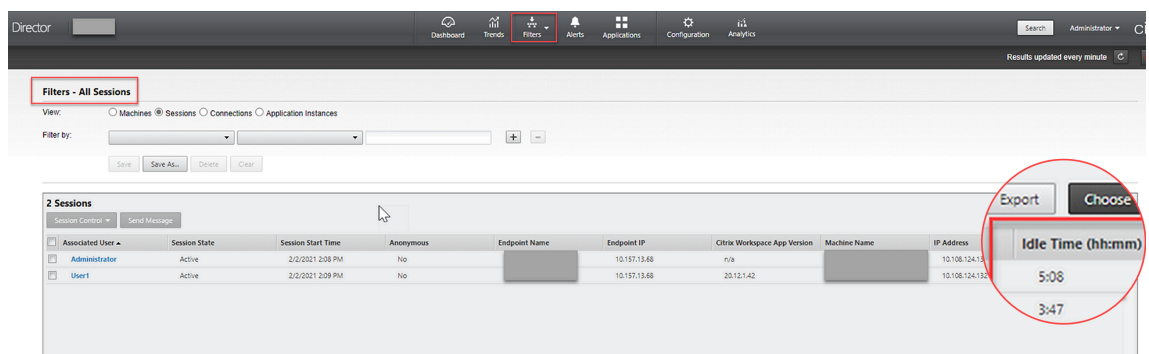 Director
Dashboard Trends Filters Alerts Applications Configuration Analytics
Search Administrator
Results updated every minute
Filters - All Sessions
View: Machines Sessions Connections Application Instances
Filter by:
+ -
Save Save As... Delete Clear
2 Sessions
Export Choose
Session Control Send Message
Associated User Session State Session Start Time Anonymous Endpoint Name Endpoint IP Citrix Workspace App Version Machine Name IP Address Idle Time (hh:mm)
Administrator Active 2/2/2021 2:08 PM No 10.157.13.68 n/a 5:08
User1 Active 2/2/2021 2:09 PM No 10.157.13.68 20.12.1.42 10.108.124.132 3:47